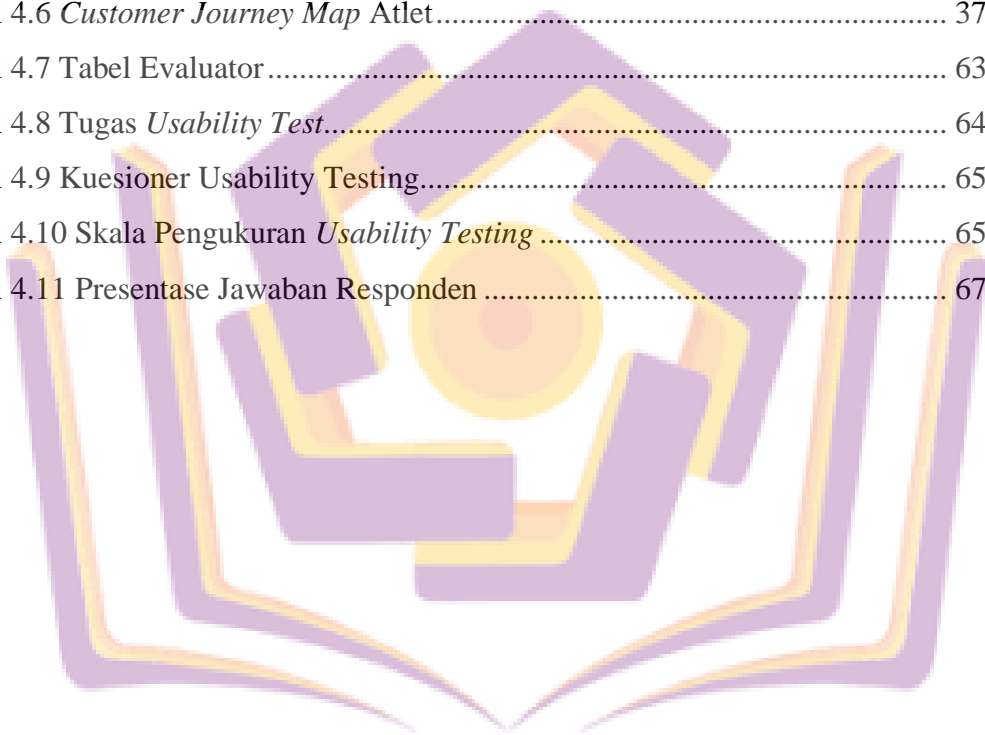 4.6 Customer Journey Map Atlet ........................................................................ 37
4.7 Tabel Evaluator ........................................................................ 63
4.8 Tugas Usability Test ........................................................................ 64
4.9 Kuesioner Usability Testing ........................................................................ 65
4.10 Skala Pengukuran Usability Testing ........................................................................ 65
4.11 Presentase Jawaban Responden ........................................................................ 67